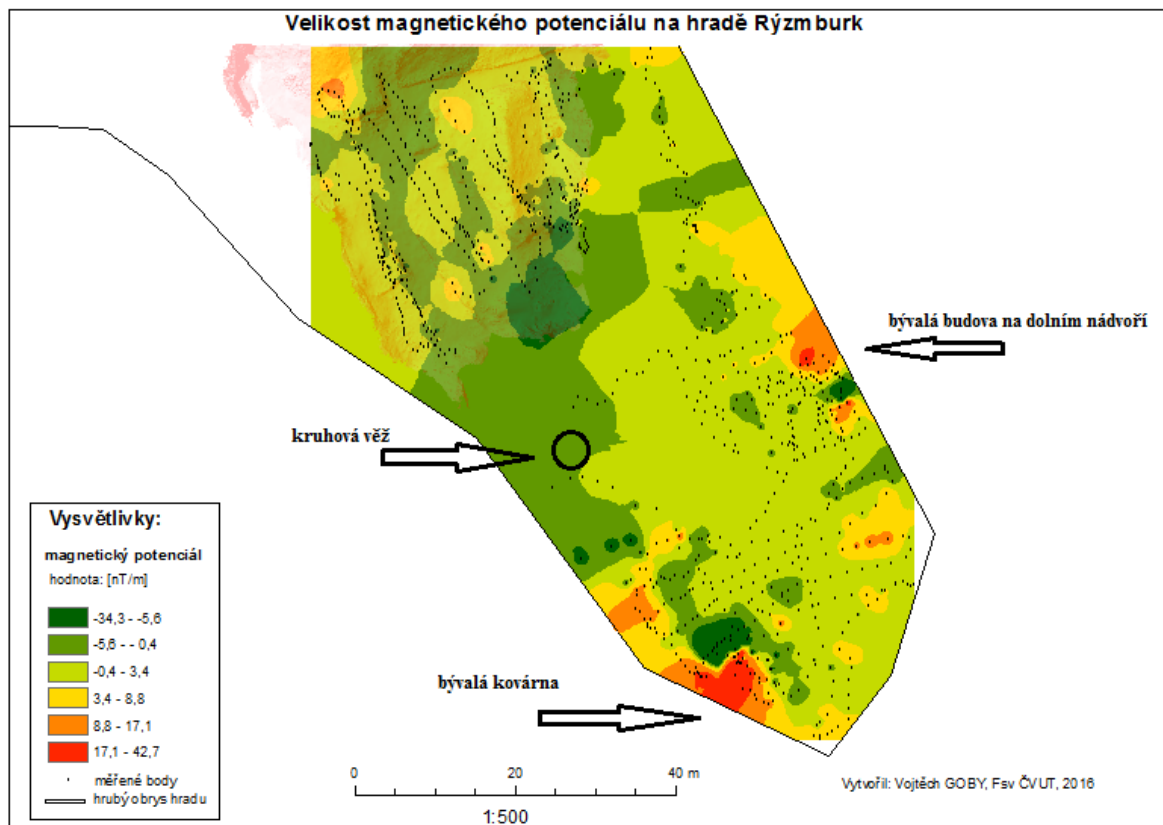 Velikost magnetického potenciálu na hradě Rýzmburk
bývalá budova na dolním nádvoří
kruhová věž
bývalá kovárna
Vysvětlivky:
magnetický potenciál
hodnota: [nT/m]
-34,3 - -5,6
-5,6 - - 0,4
-0,4 - 3,4
3,4 - 8,8
8,8 - 17,1
17,1 - 42,7
měřené body
hrubý obrys hradu
0 20 40 m
1:500
Vytvořil: Vojtěch GOBY, Fsv ČVUT, 2016